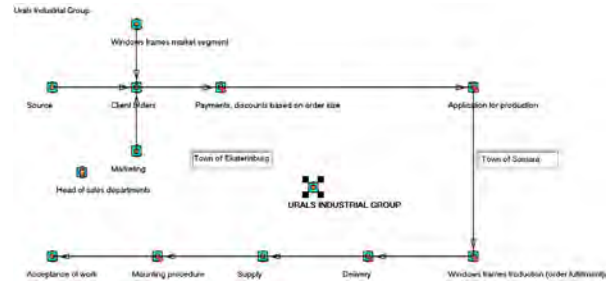 Urals Industrial Group
Windows frames market segment
Source
Client orders
Payments, discounts based on order size
Application for production
Marketing
Town of Ekaterinburg
Town of Samara
Head of sales departments
URALS INDUSTRIAL GROUP
Acceptance of work
Mounting procedure
Supply
Delivery
Windows frames production (order fulfilment)